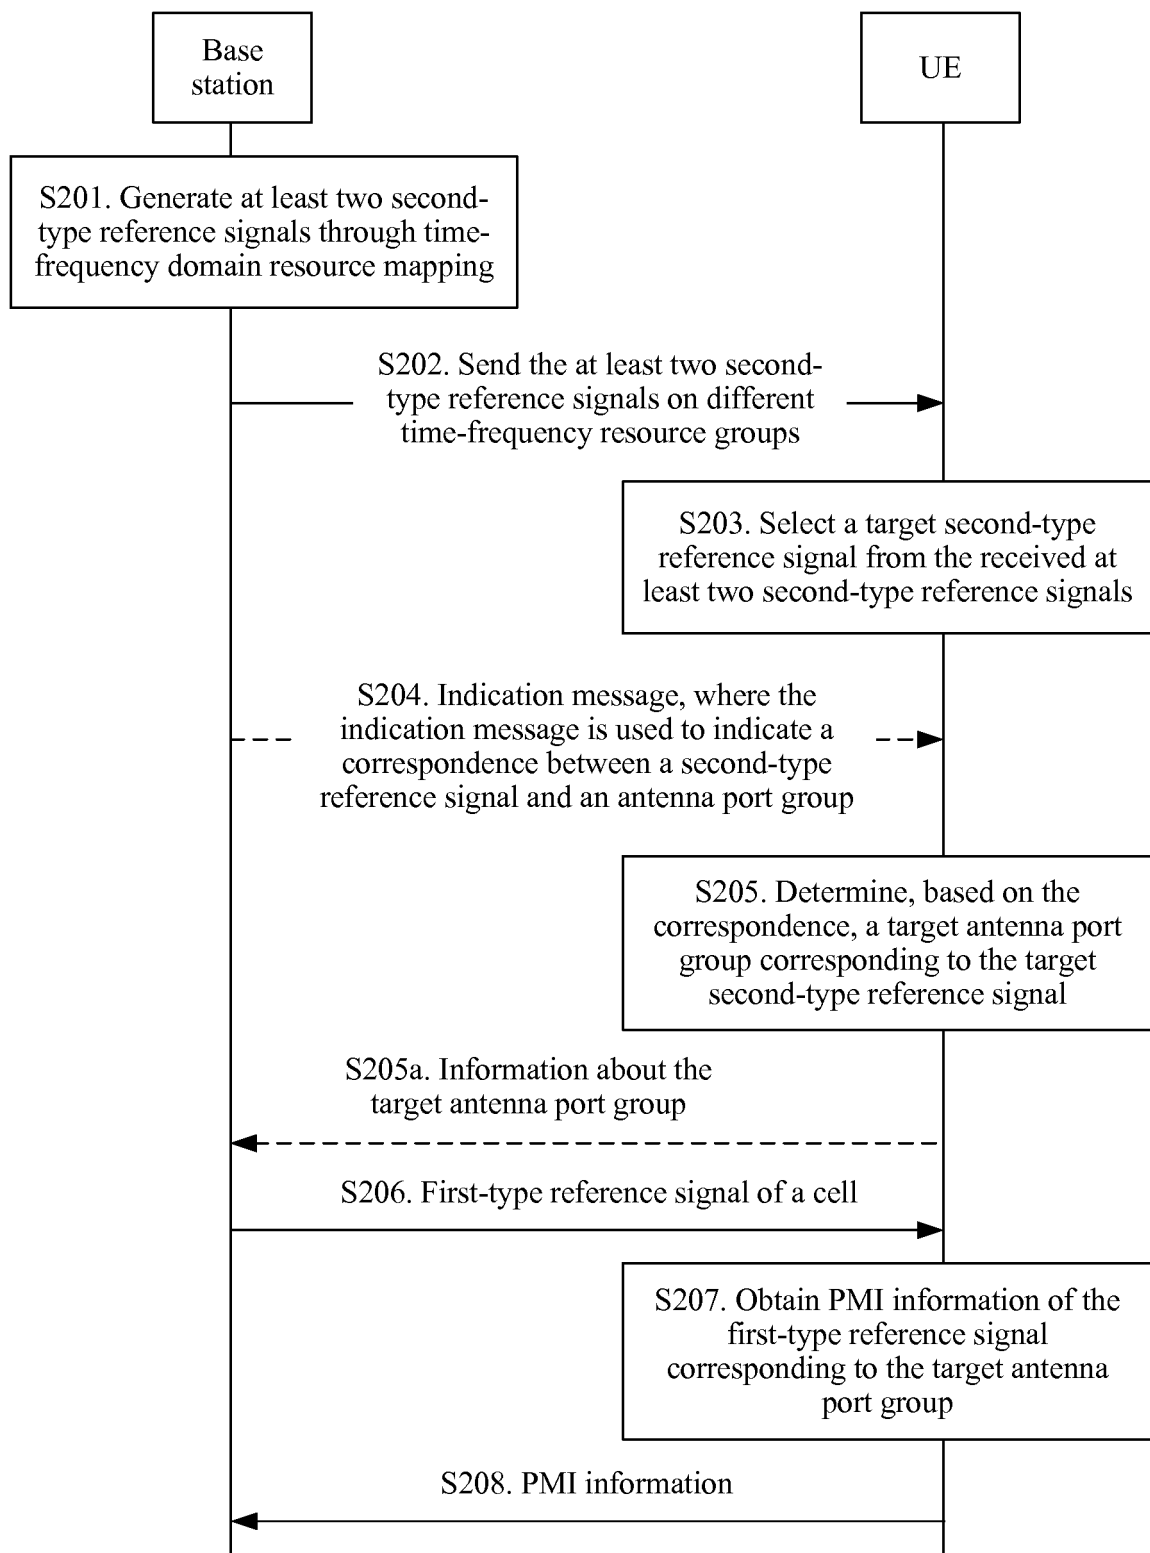 Base
station
UE
S201. Generate at least two second-
type reference signals through time-
frequency domain resource mapping
S202. Send the at least two second-
type reference signals on different
time-frequency resource groups
S203. Select a target second-type
reference signal from the received at
least two second-type reference signals
S204. Indication message, where the
indication message is used to indicate a
correspondence between a second-type
reference signal and an antenna port group
S205. Determine, based on the
correspondence, a target antenna port
group corresponding to the target
second-type reference signal
S205a. Information about the
target antenna port group
S206. First-type reference signal of a cell
S207. Obtain PMI information of the
first-type reference signal
corresponding to the target antenna
port group
S208. PMI information